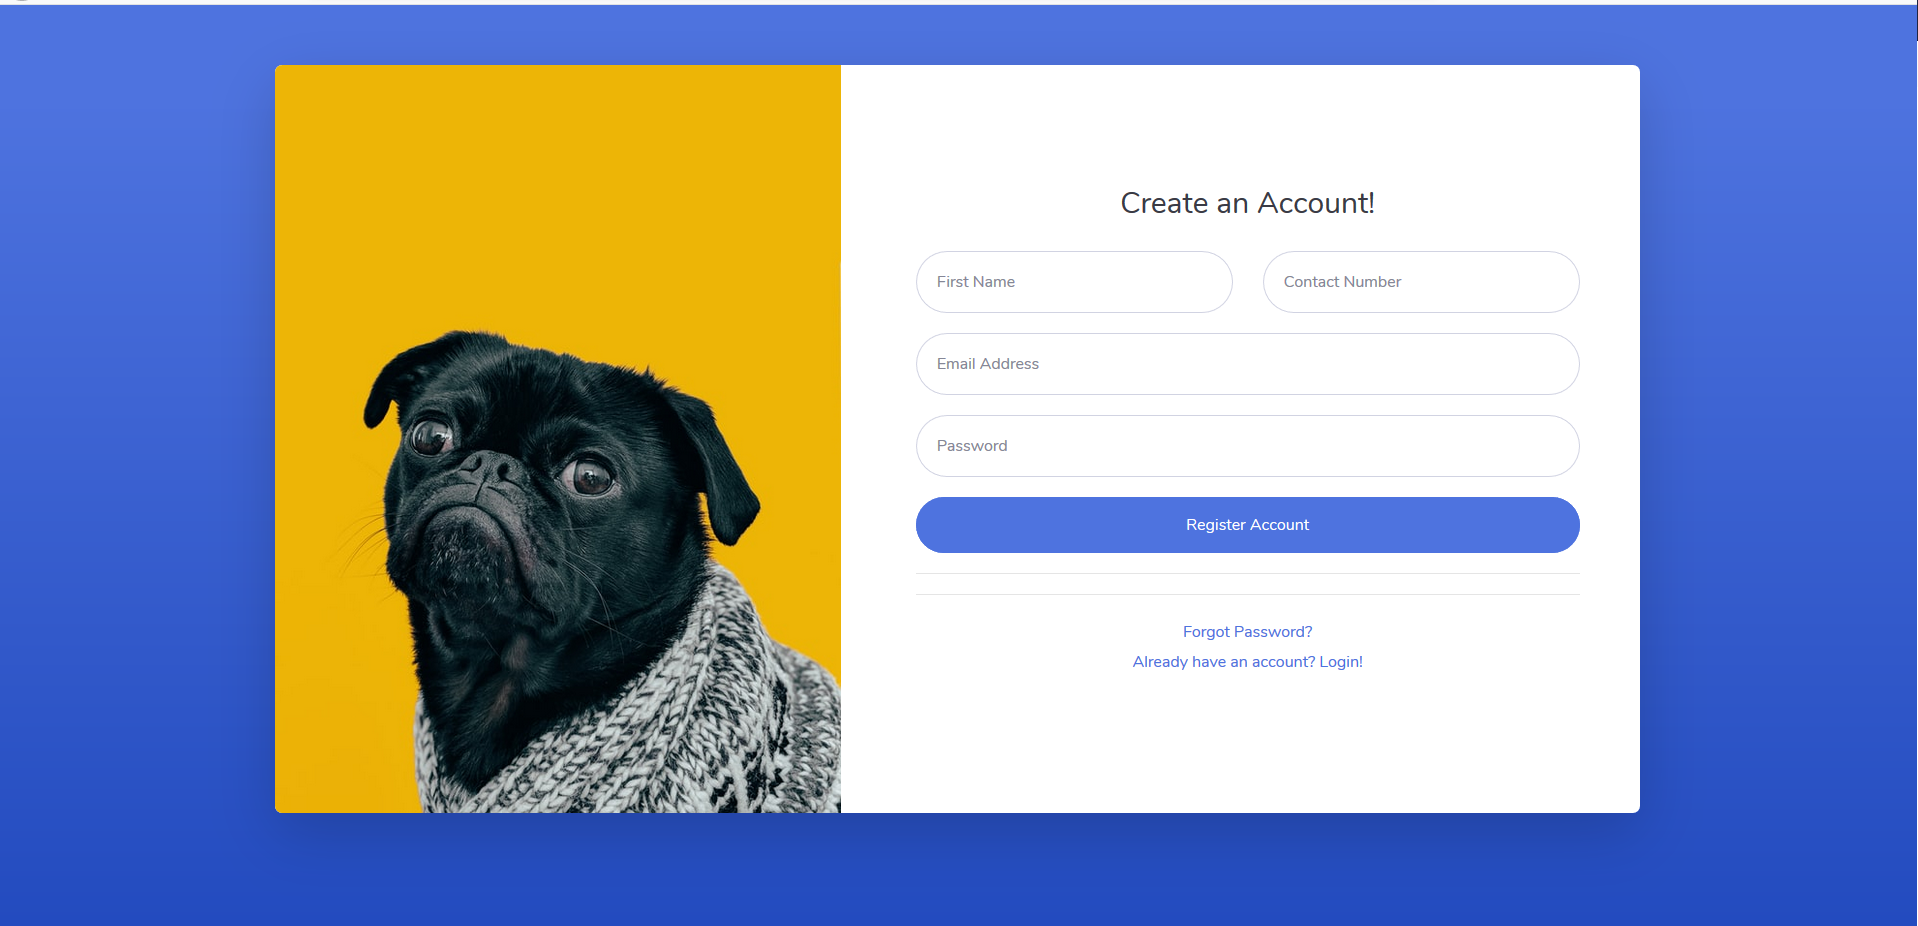 Create an Account!
First Name
Contact Number
Email Address
Password
Register Account
Forgot Password?
Already have an account? Login!